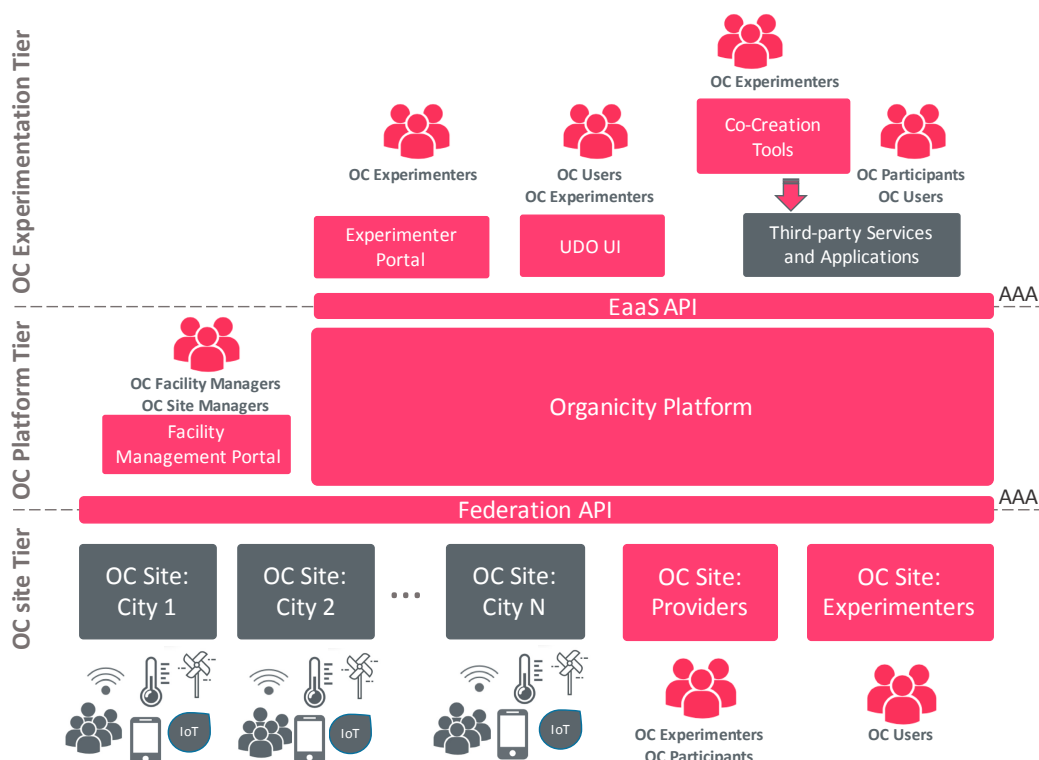 OC Experimentation Tier
OC Experimenters
Co-Creation
Tools
OC Experimenters
OC Users
OC Experimenters
OC Participants
OC Users
Experimenter
Portal
UDO UI
Third-party Services
and Applications
EaaS API
AAA
OC Platform Tier
OC Facility Managers
OC Site Managers
Facility
Management Portal
Organicity Platform
Federation API
AAA
OC site Tier
OC Site:
City 1
OC Site:
City 2
...
OC Site:
City N
OC Site:
Providers
OC Site:
Experimenters
IoT
IoT
IoT
OC Experimenters
OC Participants
OC Users